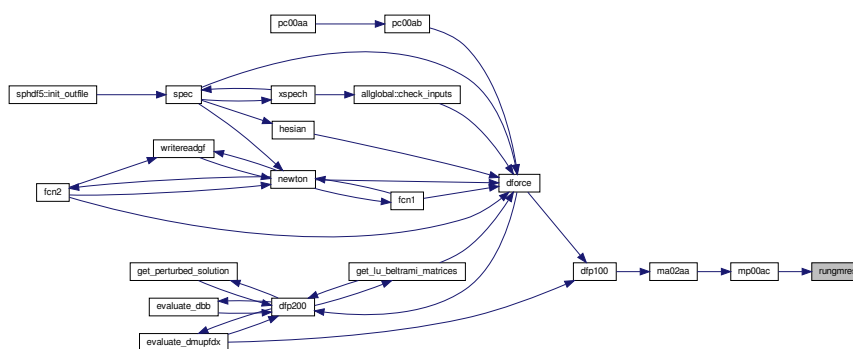 pc00aa
pc00ab
sphdf5::init_outfile
spec
xspech
allglobal::check_inputs
hesian
writereadgf
fcn2
newton
fcn1
dforce
get_perturbed_solution
get_lu_beltrami_matrices
dfp100
ma02aa
mp00ac
rungmres
evaluate_dbb
dfp200
evaluate_dmupfdx